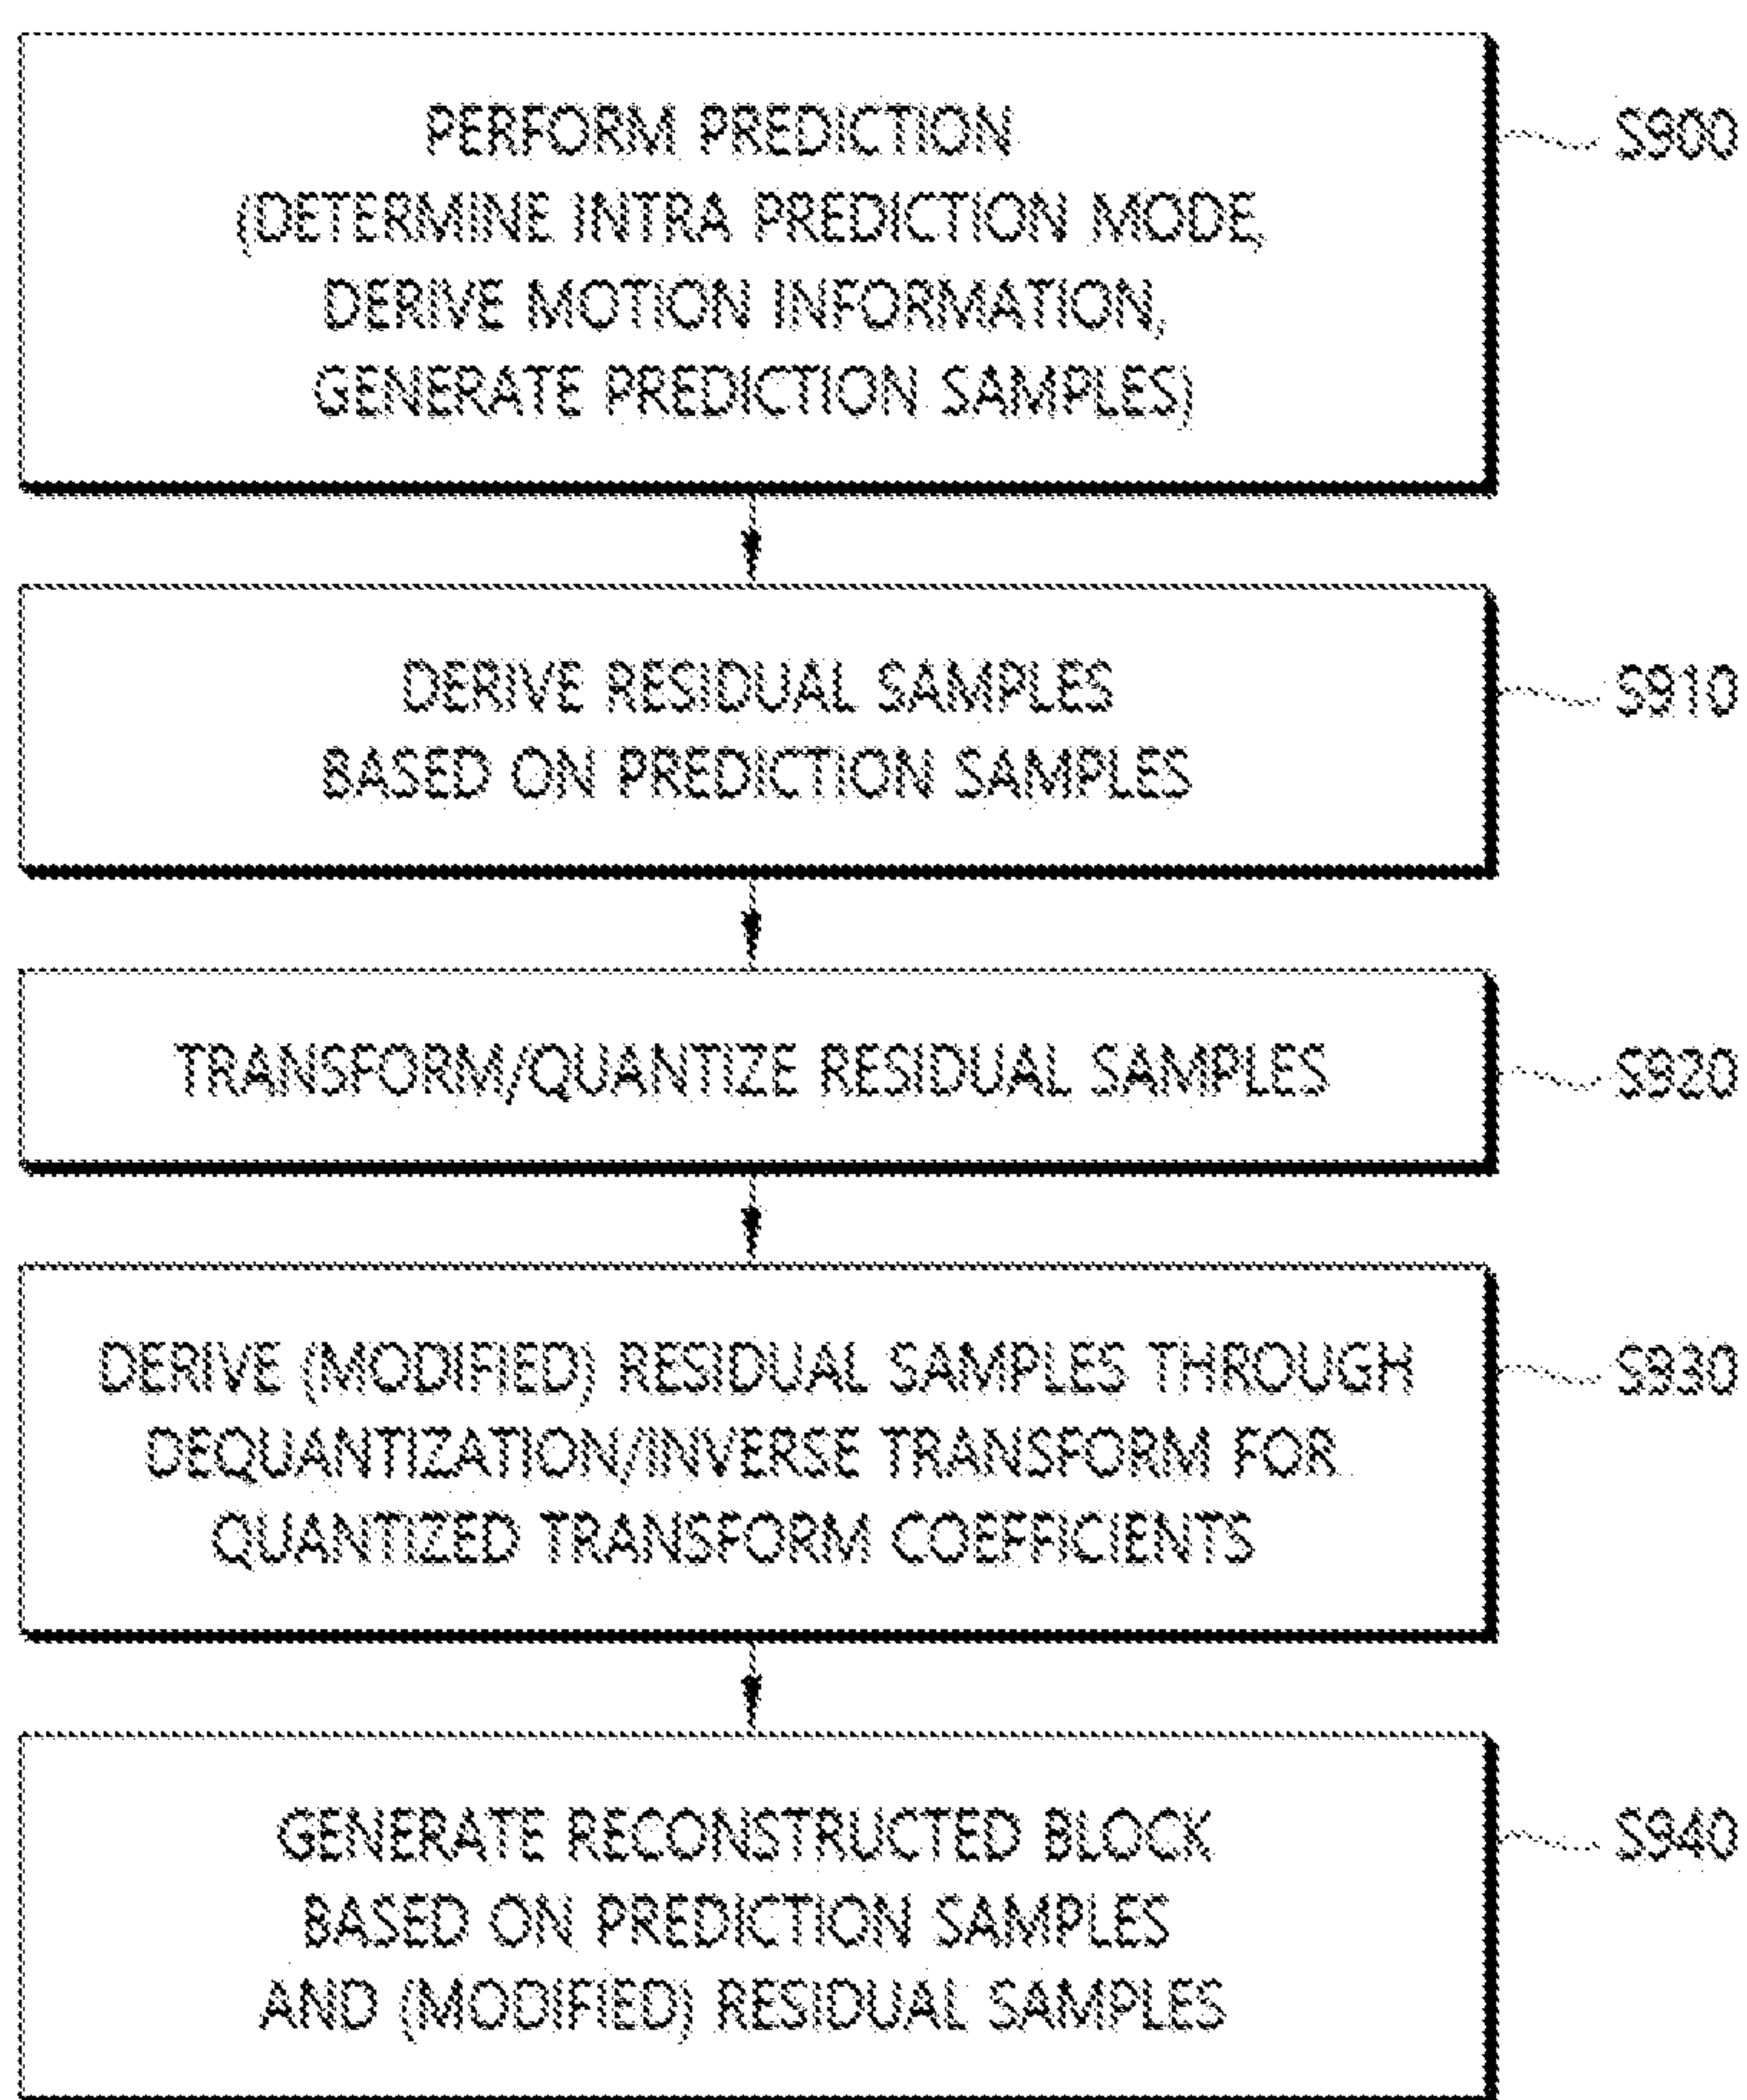 PERFORM PREDICTION
(DETERMINE INTRA PREDICTION MODE,
DERIVE MOTION INFORMATION,
GENERATE PREDICTION SAMPLES)
S900
DERIVE RESIDUAL SAMPLES
BASED ON PREDICTION SAMPLES
S910
TRANSFORM/QUANTIZE RESIDUAL SAMPLES
S920
DERIVE (MODIFIED) RESIDUAL SAMPLES THROUGH
DEQUANTIZATION/INVERSE TRANSFORM FOR
QUANTIZED TRANSFORM COEFFICIENTS
S930
GENERATE RECONSTRUCTED BLOCK
BASED ON PREDICTION SAMPLES
AND (MODIFIED) RESIDUAL SAMPLES
S940